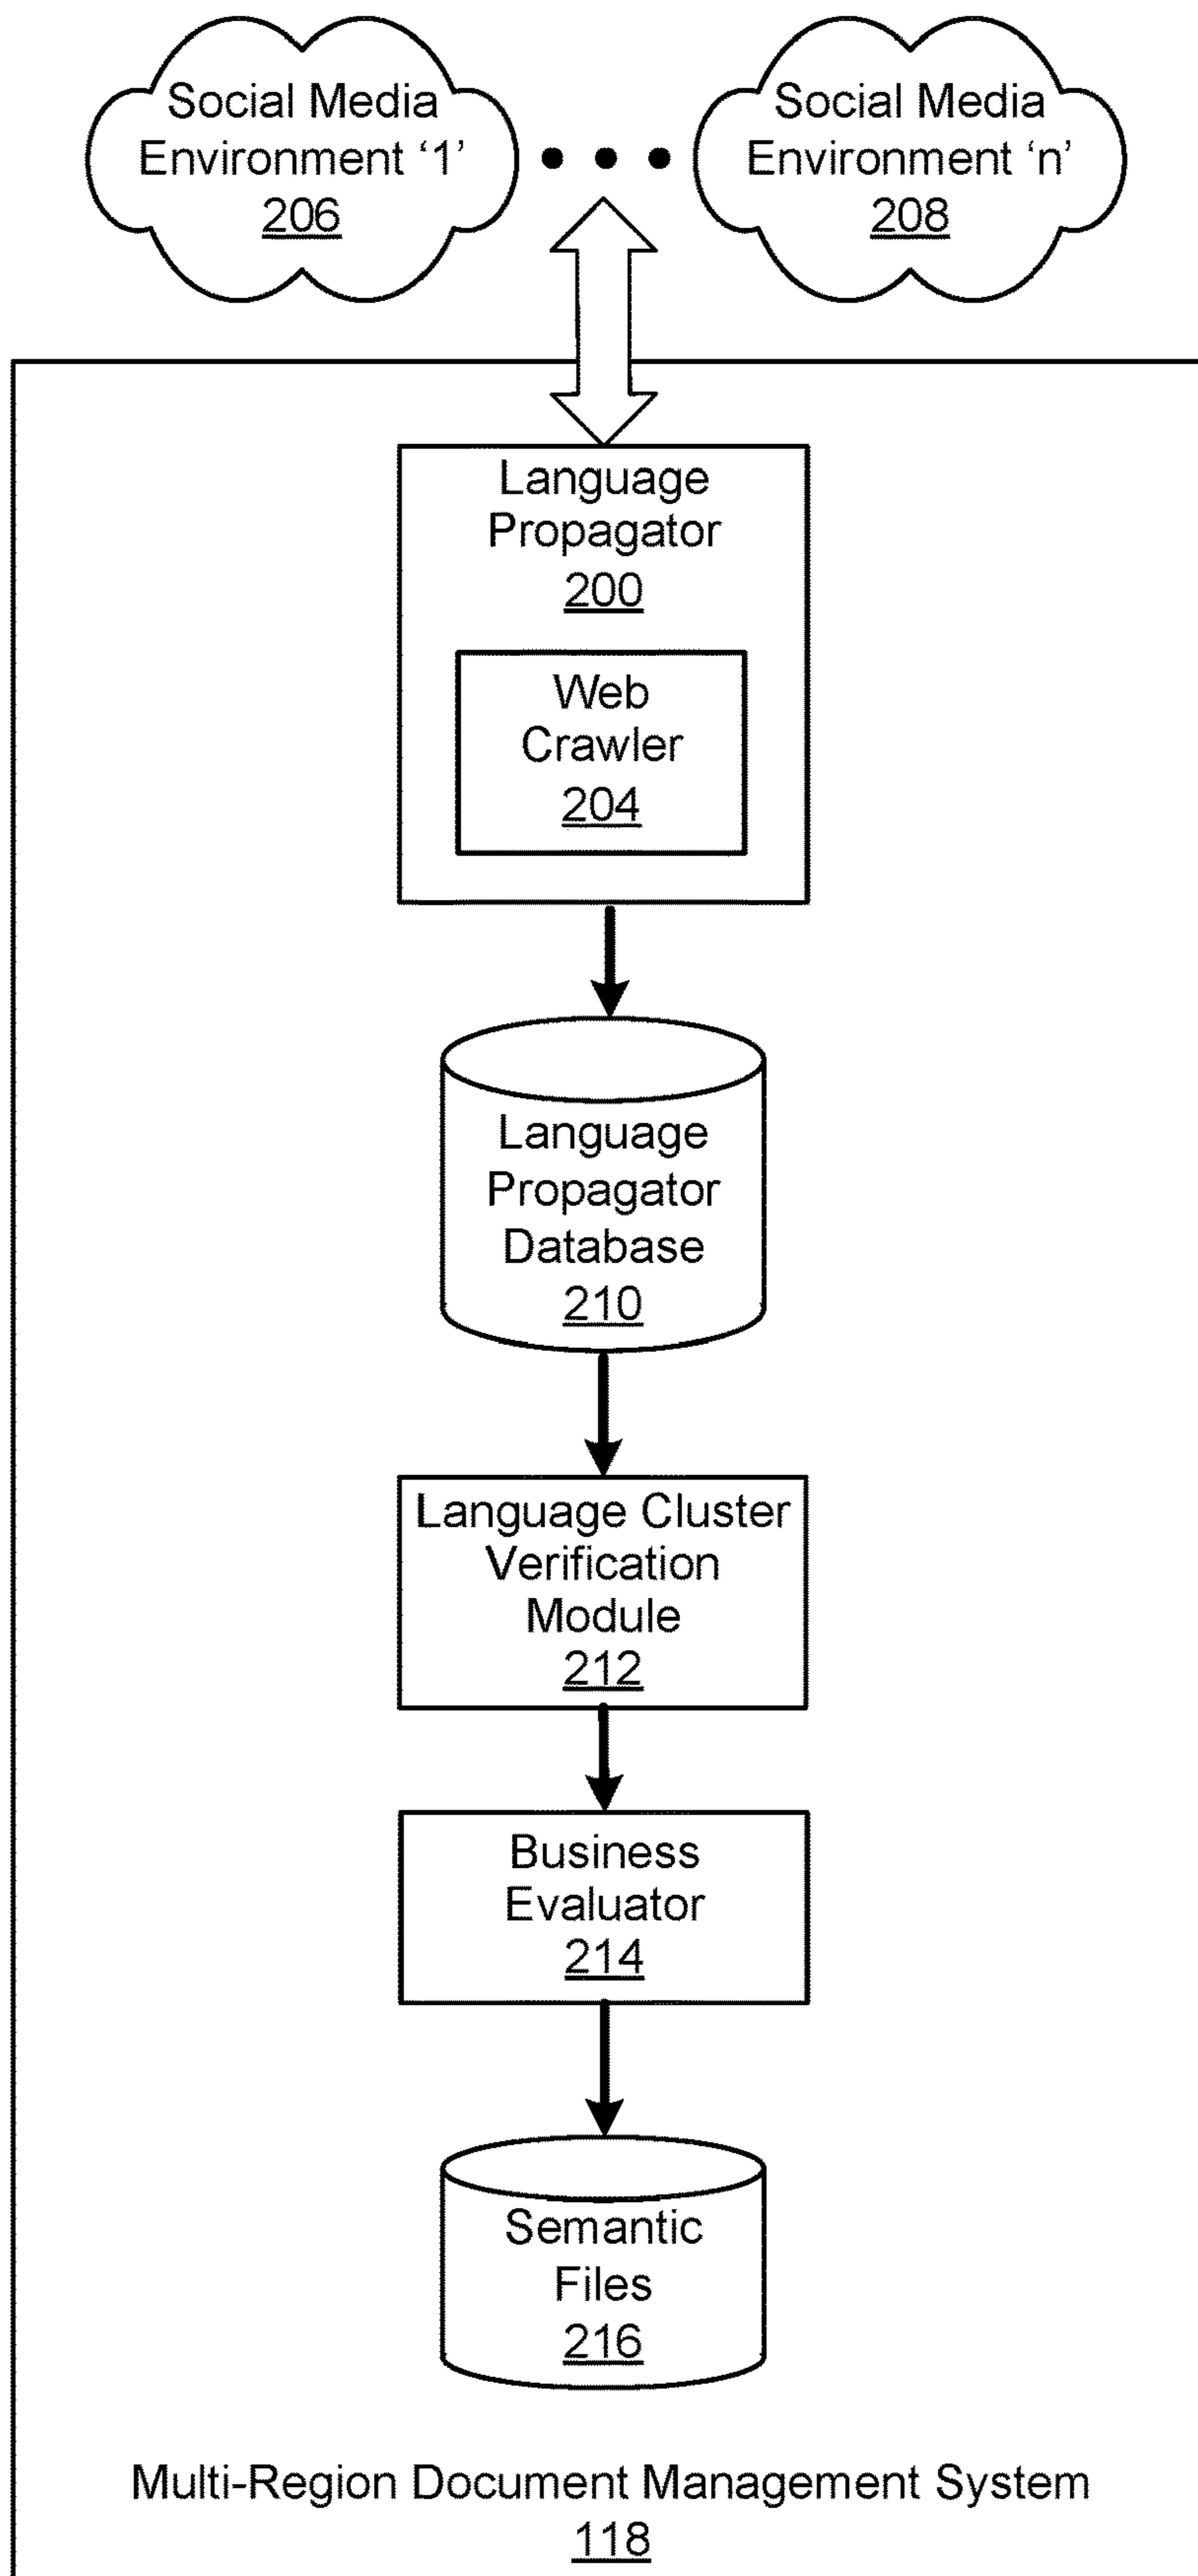 Social Media
Environment ‘1’
206
Social Media
Environment ‘n’
208
Language
Propagator
200
Web
Crawler
204
Language
Propagator
Database
210
Language Cluster
Verification
Module
212
Business
Evaluator
214
Semantic
Files
216
Multi-Region Document Management System
118